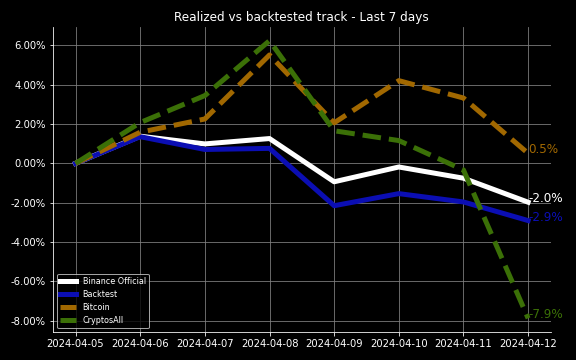 Realized vs backtested track - Last 7 days
6.00%
4.00%
2.00%
0.00%
-2.00%
-4.00%
-6.00%
-8.00%
0.5%
-2.0%
-2.9%
-7.9%
Binance Official
Backtest
Bitcoin
CryptosAll
2024-04-05 2024-04-06 2024-04-07 2024-04-08 2024-04-09 2024-04-10 2024-04-11 2024-04-12